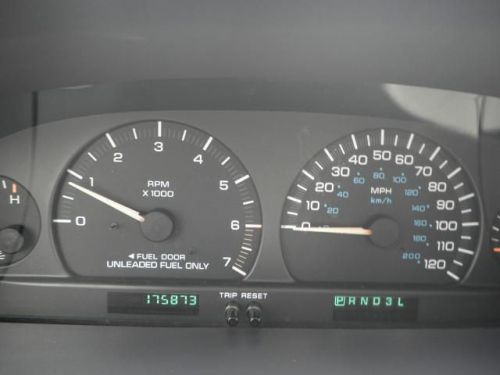 H
0 1 2 3 4 5 6 7
RPM
X 1000
◄ FUEL DOOR
UNLEADED FUEL ONLY
0 10 20 30 40 50 60 70 80 90 100 110 120
20 40 60 80 100 120 140 160 180 200
MPH
km/h
175873
TRIP RESET
P R N D 3 L